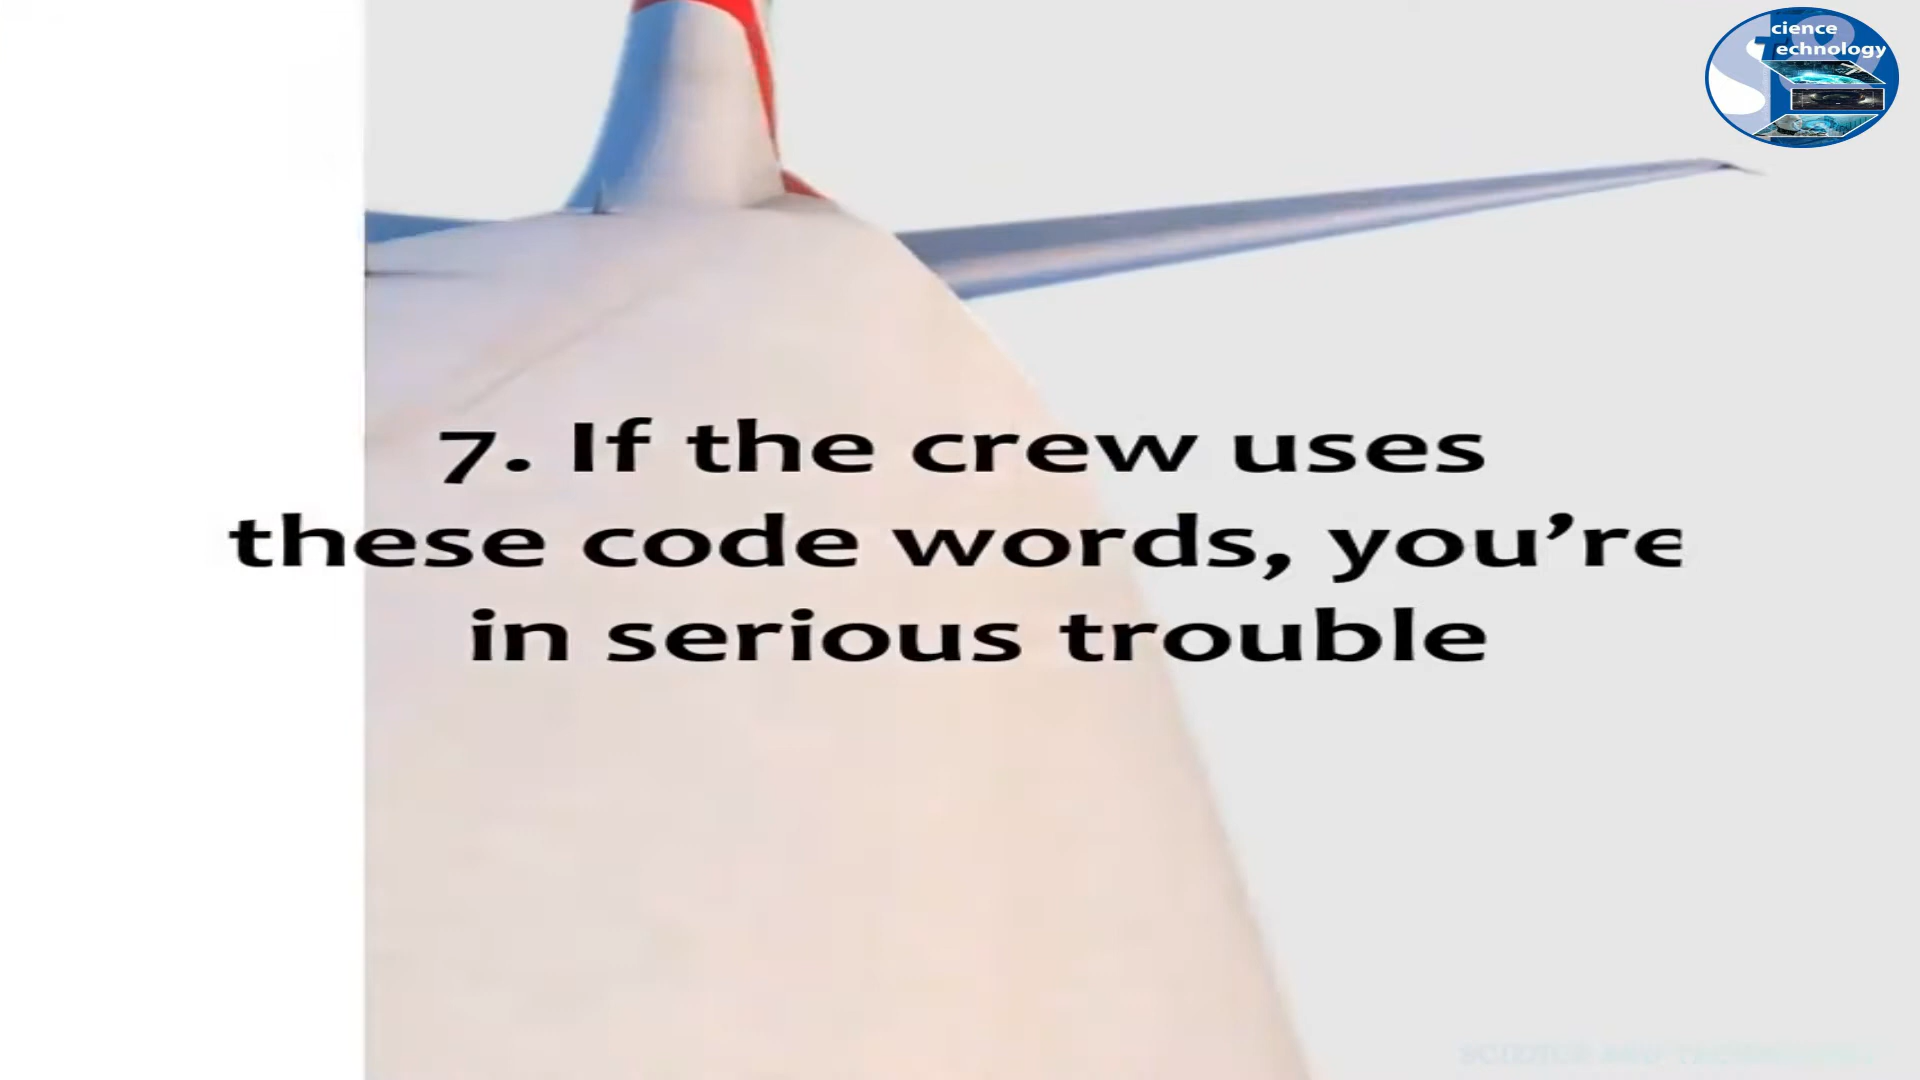 cience
echnology
7. If the crew uses
these code words, you’re
in serious trouble